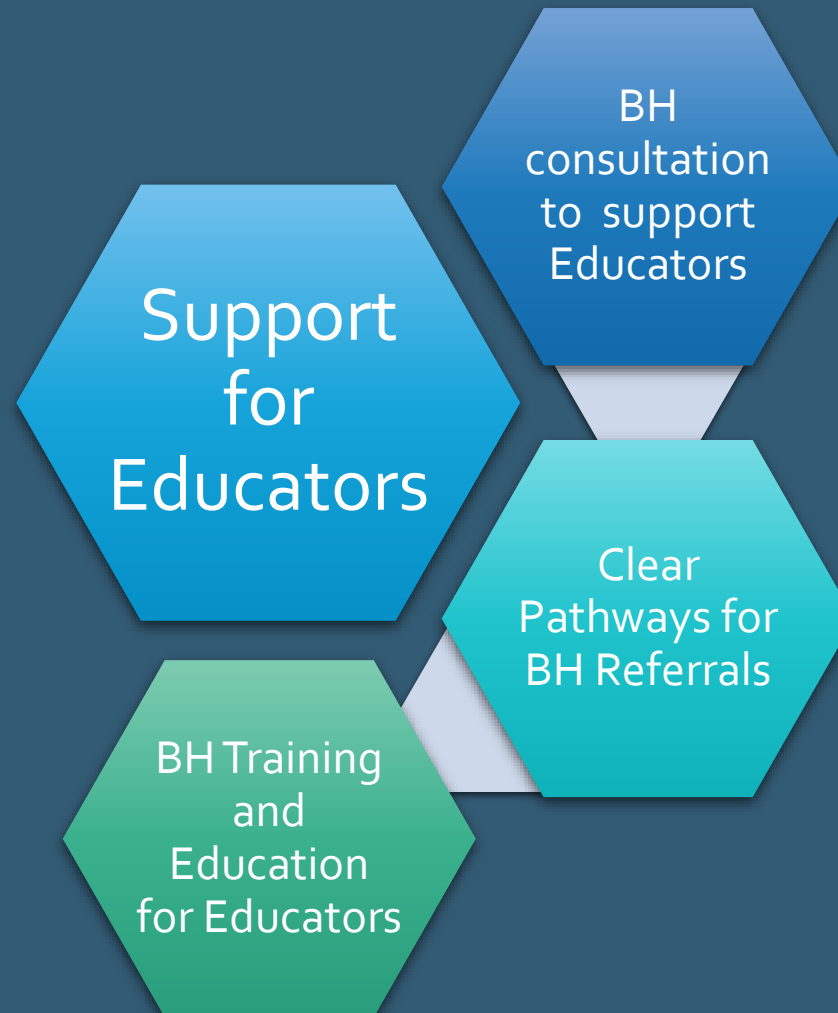 Support
for
Educators
BH
consultation
to  support
Educators
Clear
Pathways for
BH Referrals
BH Training
and
Education
for Educators